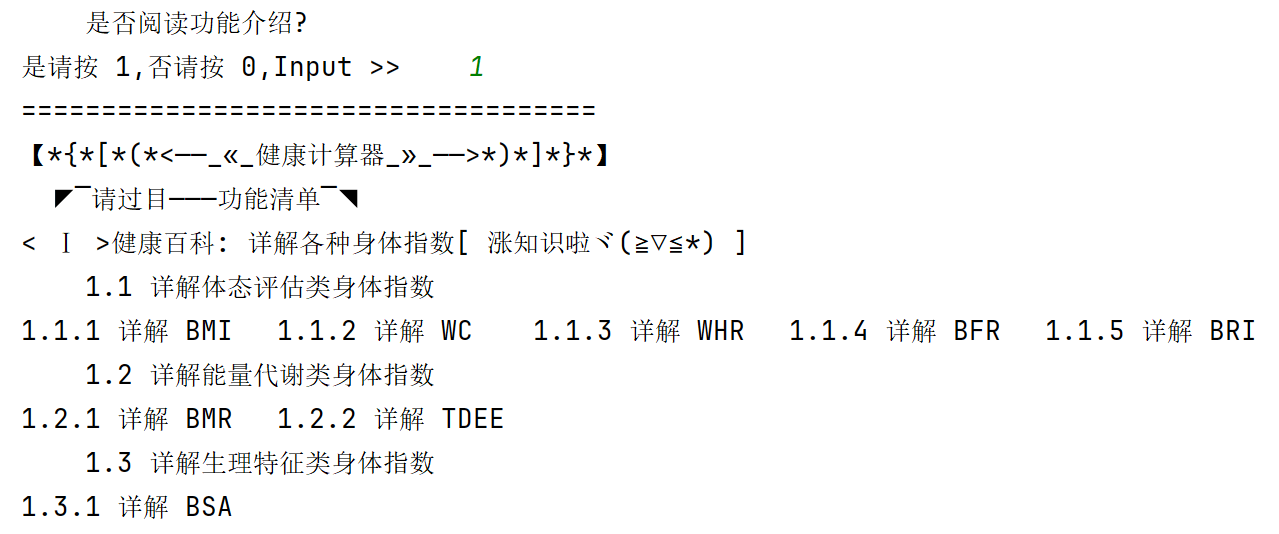 是否阅读功能介绍?
是请按 1,否请按 0,Input >> 1
====================================
【*{*[*(*<——_«_健康计算器_»_——>*)*]*}*】
◤¯请过目———功能清单¯◥
< Ⅰ >健康百科: 详解各种身体指数[ 涨知识啦ヾ(≧▽≦*) ]
1.1 详解体态评估类身体指数
1.1.1 详解 BMI 1.1.2 详解 WC 1.1.3 详解 WHR 1.1.4 详解 BFR 1.1.5 详解 BRI
1.2 详解能量代谢类身体指数
1.2.1 详解 BMR 1.2.2 详解 TDEE
1.3 详解生理特征类身体指数
1.3.1 详解 BSA